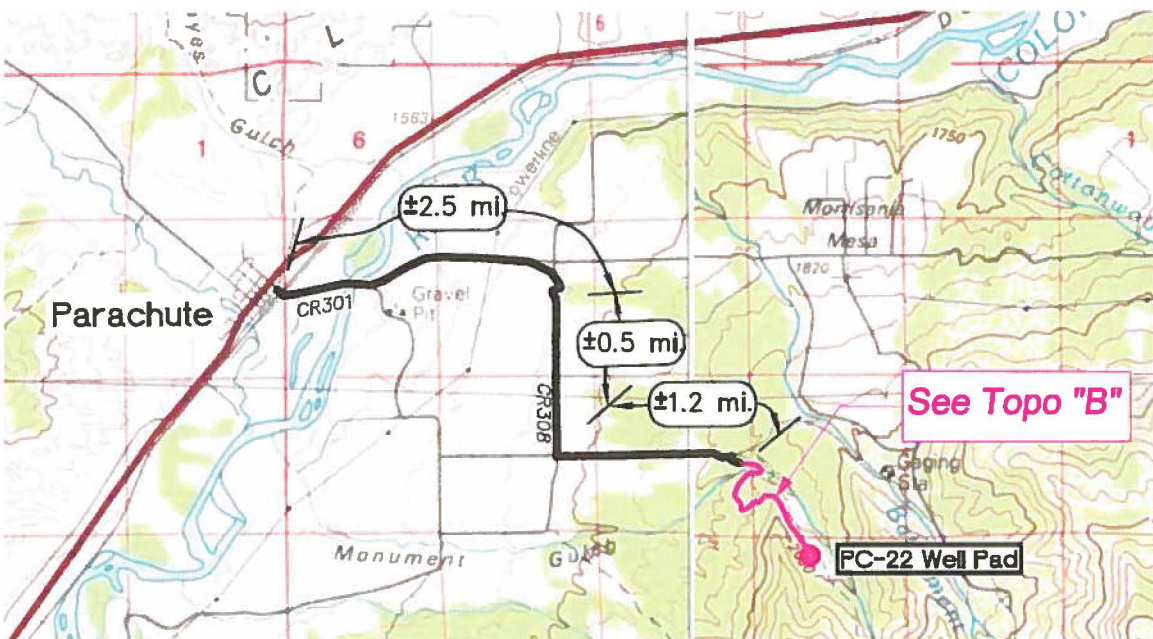 6
L
C
1563
1
6
Gulch
1750
1
Powerline
±2.5 mi.
Morrisania
Mesa
1820
CR301
Gravel
Pit
Parachute
±0.5 mi.
CR308
±1.2 mi.
See Topo "B"
Gaging
Sta
Monument
Gulch
PC-22 Well Pad